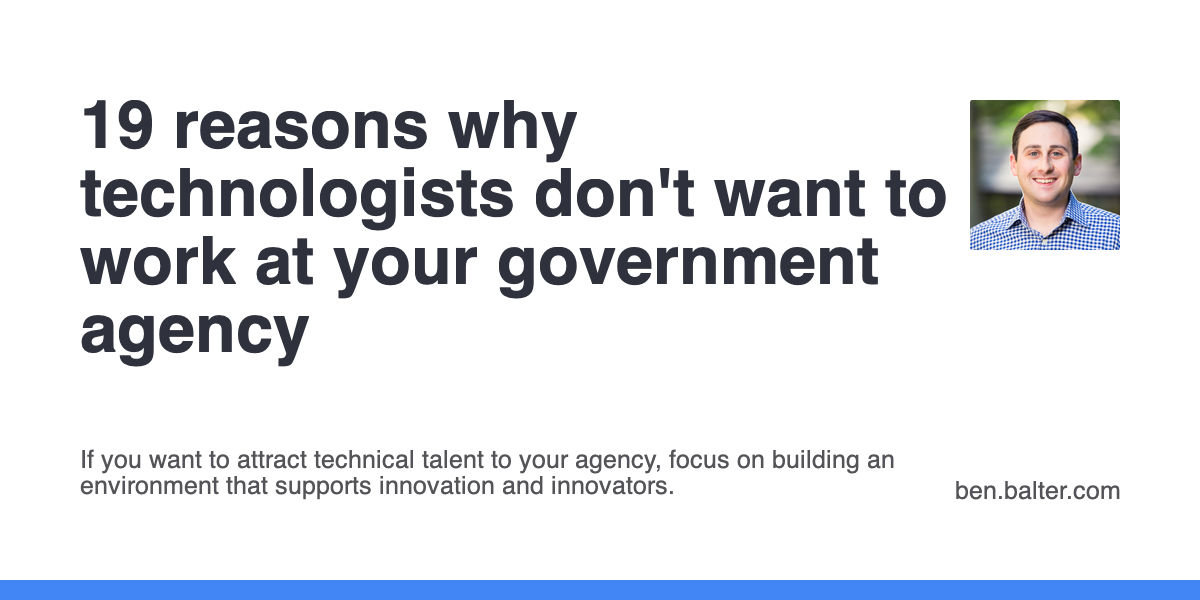 19 reasons why
technologists don't want to
work at your government
agency
If you want to attract technical talent to your agency, focus on building an
environment that supports innovation and innovators.
ben.balter.com